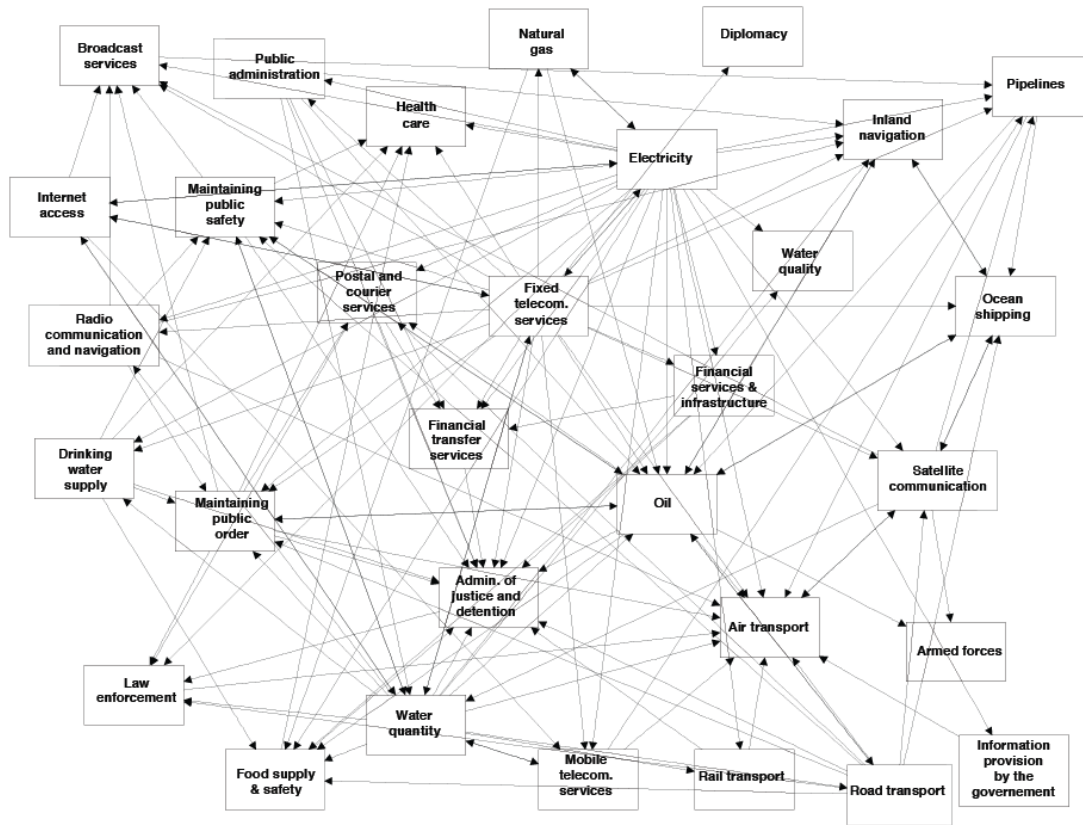 Broadcast
services
Public
administration
Natural
gas
Diplomacy
Pipelines
Health
care
Inland
navigation
Electricity
Internet
access
Maintaining
public
safety
Water
quality
Postal and
courier
services
Fixed
telecom.
services
Ocean
shipping
Radio
communication
and navigation
Financial
services &
infrastructure
Financial
transfer
services
Drinking
water
supply
Maintaining
public
order
Oil
Satellite
communication
Admin. of
justice and
detention
Air transport
Armed forces
Law
enforcement
Water
quantity
Food supply
& safety
Mobile
telecom.
services
Rail transport
Road transport
Information
provision
by the
governement